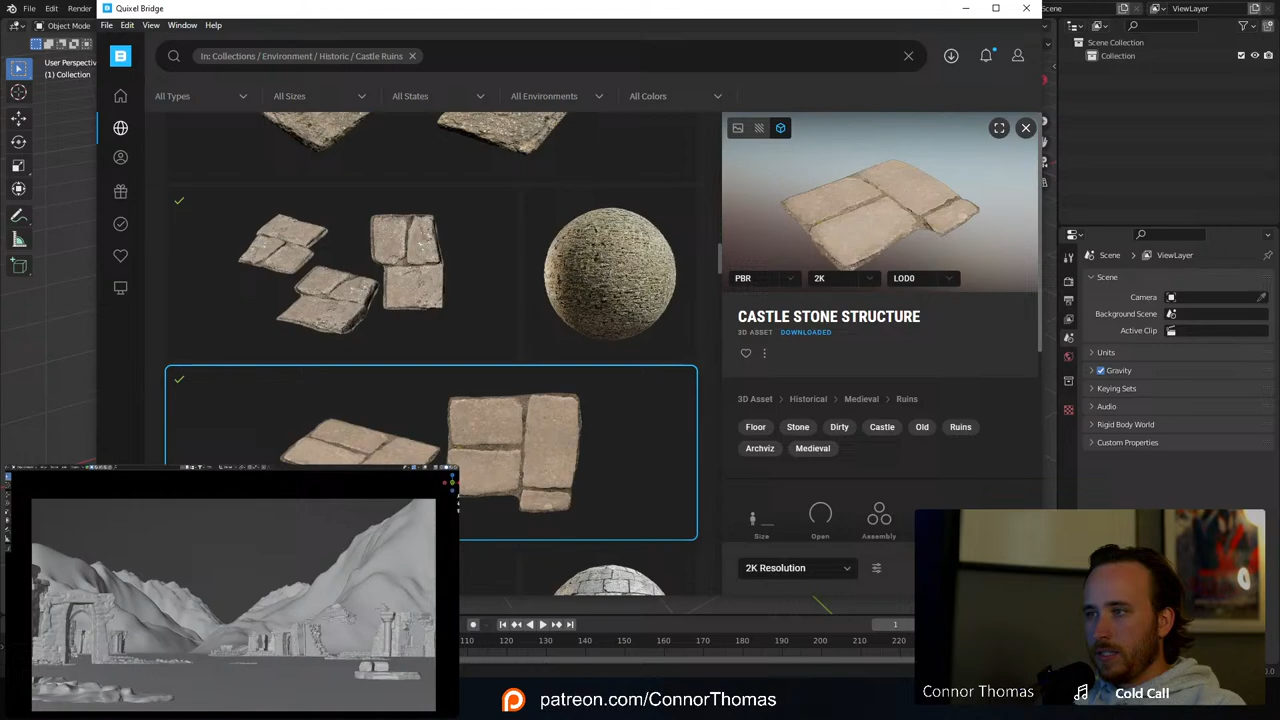 File Edit Render
Quixel Bridge
Scene
ViewLayer
Object Mode
File Edit View Window Help
User Perspectiv
(1) Collection
In: Collections / Environment / Historic / Castle Ruins
Scene Collection
Collection
All Types
All Sizes
All States
All Environments
All Colors
PBR
2K
LOD0
CASTLE STONE STRUCTURE
3D ASSET DOWNLOADED
3D Asset > Historical > Medieval > Ruins
Floor Stone Dirty Castle Old Ruins
Archviz Medieval
Size Open Assembly
2K Resolution
Scene
ViewLayer
Scene
Camera
Background Scene
Active Clip
Units
Gravity
Keying Sets
Audio
Rigid Body World
Custom Properties
1
110 120 130 140 150 160 170 180 190 200 210 220
patreon.com/ConnorThomas
Connor Thomas
Cold Call